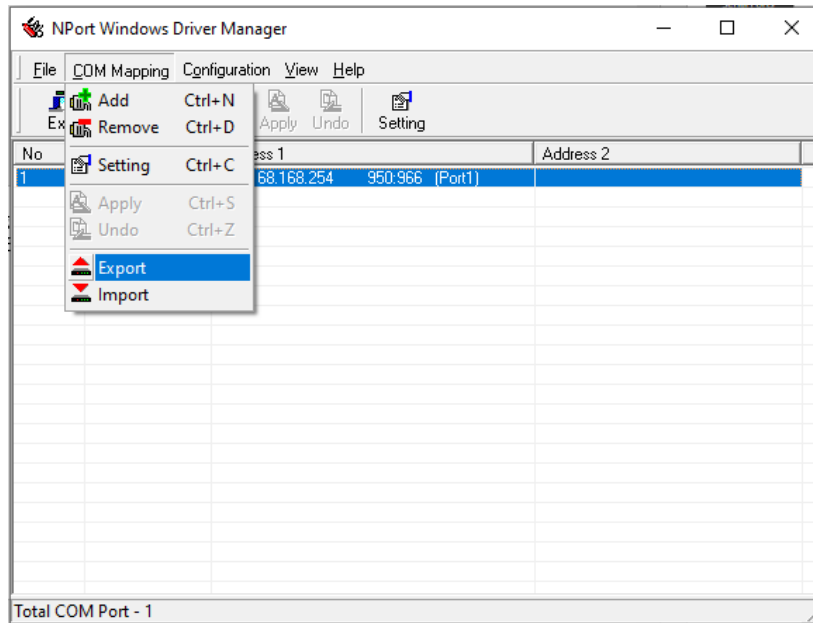 NPort Windows Driver Manager
File COM Mapping Configuration View Help
Add Ctrl+N
Remove Ctrl+D
Setting Ctrl+C
Apply Ctrl+S
Undo Ctrl+Z
Export
Import
Apply Undo Setting
No Address 2
1 68.168.254 950:966 (Port1)
Total COM Port - 1